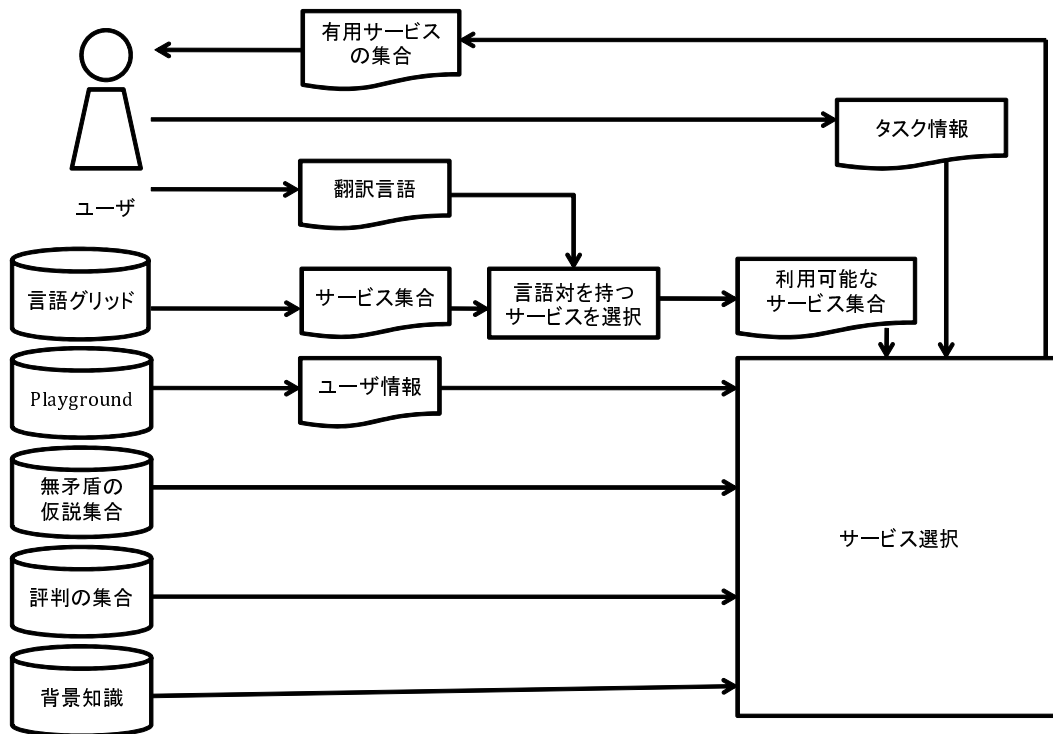 有用サービス
の集合
タスク情報
翻訳言語
ユーザ
言語グリッド
サービス集合
言語対を持つ
サービスを選択
利用可能な
サービス集合
Playground
ユーザ情報
無矛盾の
仮説集合
サービス選択
評判の集合
背景知識